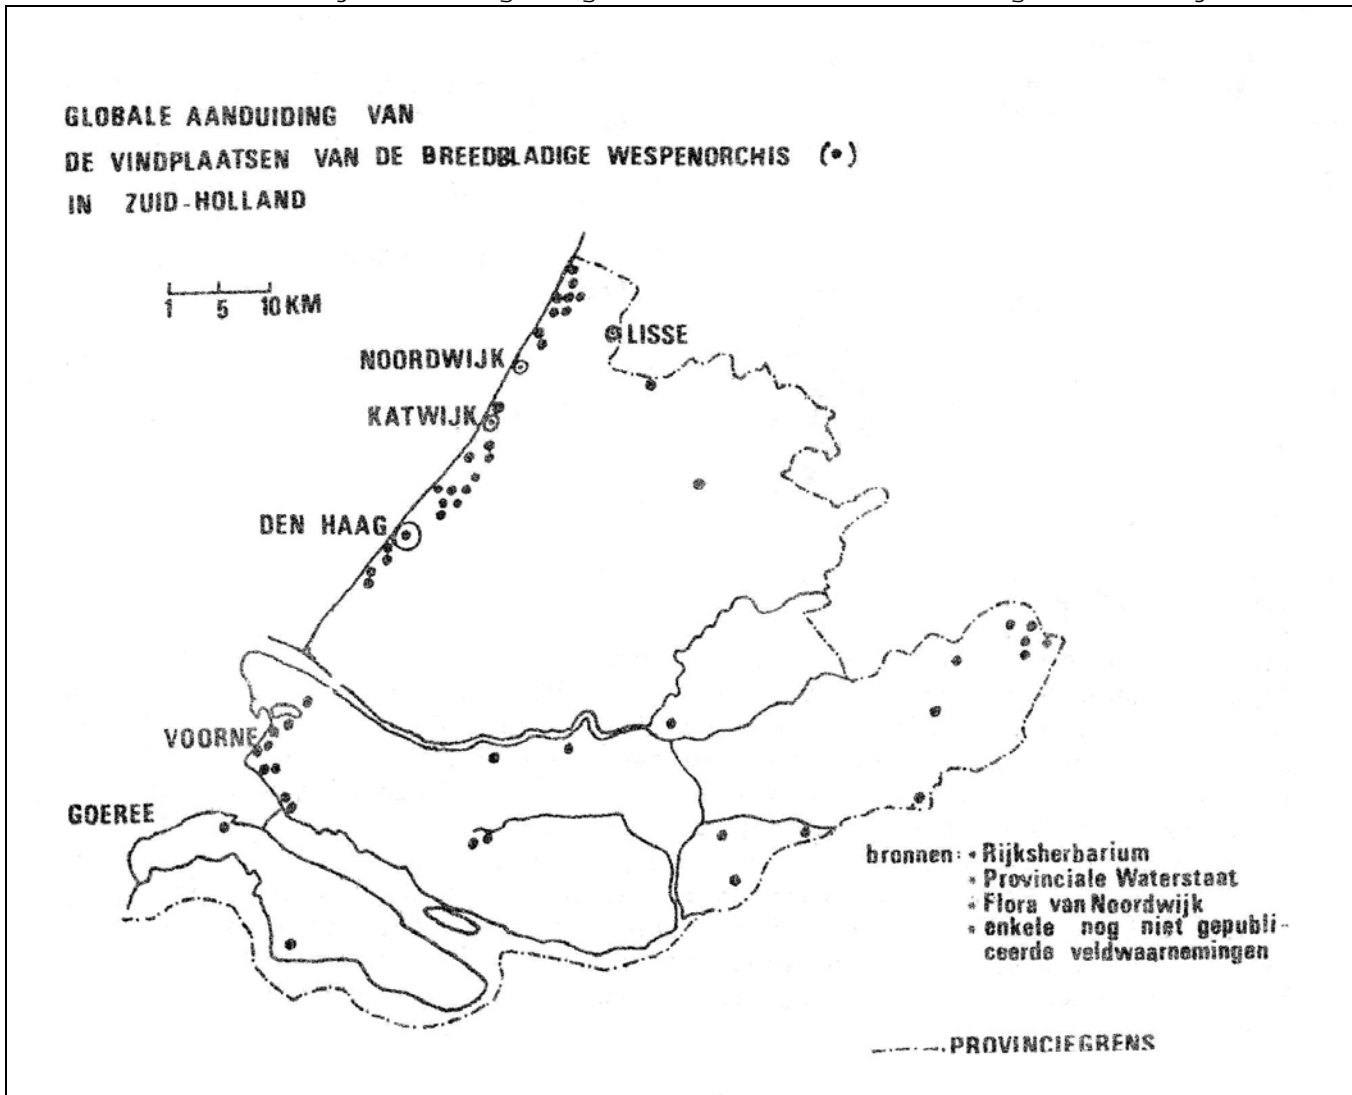 GLOBALE AANDUIDING VAN
DE VINDPLAATSEN VAN DE BREEDBLADIGE WESPENORCHIS (•)
IN ZUID-HOLLAND
1 5 10 KM
LISSE
NOORDWIJK
KATWIJK
DEN HAAG
VOORNE
GOEREE
bronnen: • Rijksherbarium
• Provinciale Waterstaat
• Flora van Noordwijk
• enkele nog niet gepubli-
ceerde veldwaarnemingen
PROVINCIEGRENS